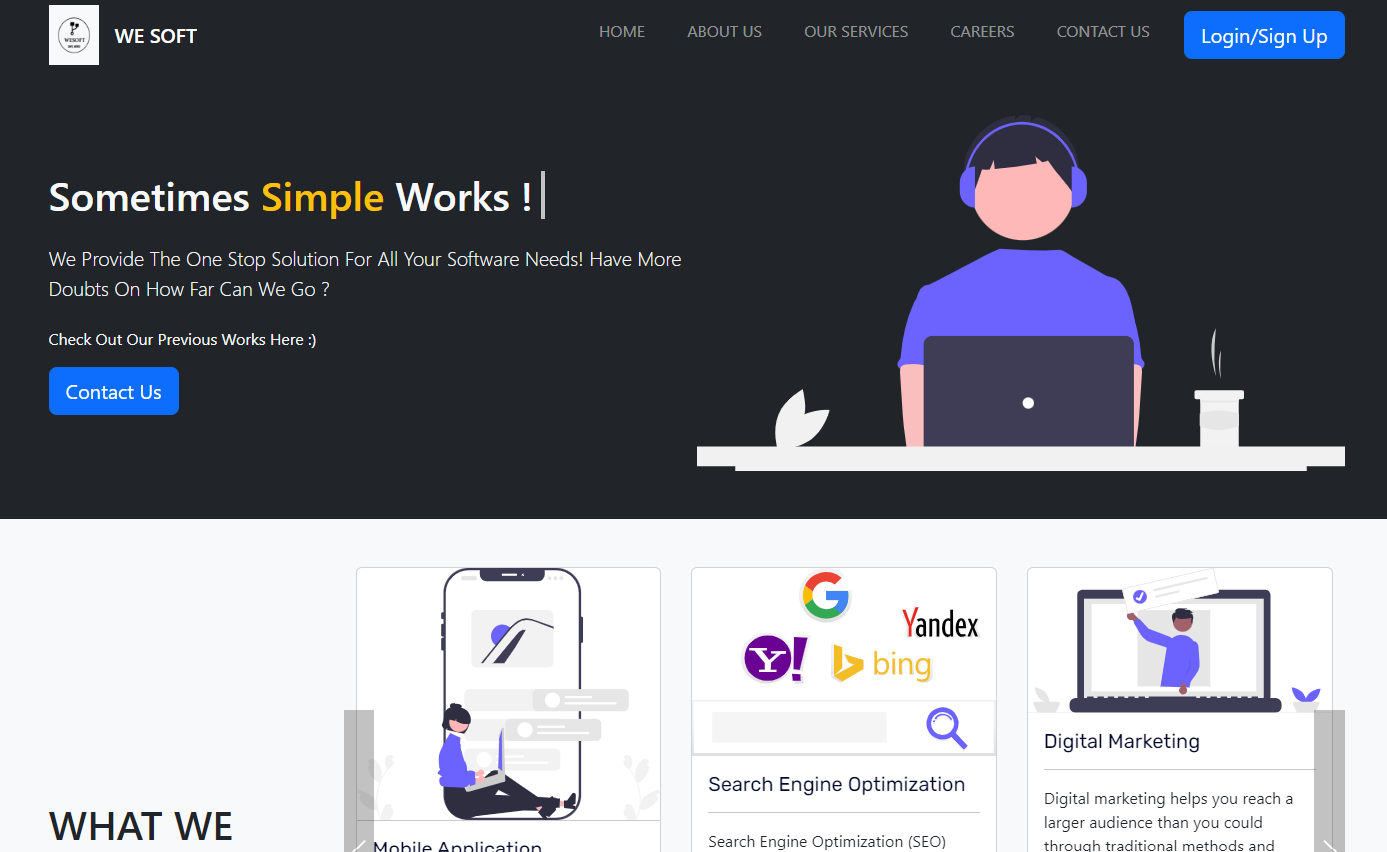 WESOFT
WE SOFT
HOME
ABOUT US
OUR SERVICES
CAREERS
CONTACT US
Login/Sign Up
Sometimes Simple Works !
We Provide The One Stop Solution For All Your Software Needs! Have More
Doubts On How Far Can We Go ?
Check Out Our Previous Works Here :)
Contact Us
WHAT WE
Mobile Application
G
Yandex
Y!
bing
Search Engine Optimization
Search Engine Optimization (SEO)
Digital Marketing
Digital marketing helps you reach a
larger audience than you could
through traditional methods and